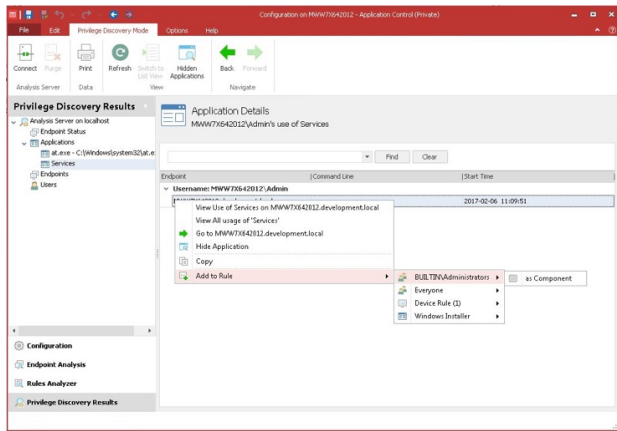 Configuration on MWW7X642012 - Application Control (Private)
File Edit Privilege Discovery Mode Options Help
Connect Purge Print Refresh Switch to List View Hidden Applications Back Forward
Analysis Server Data View Navigate
Privilege Discovery Results
Analysis Server on localhost
Endpoint Status
Applications
at.exe - C:\Windows\system32\at.e
Services
Endpoints
Users
Configuration
Endpoint Analysis
Rules Analyzer
Privilege Discovery Results
Application Details
MWW7X642012\Admin's use of Services
Find Clear
Endpoint Command Line Start Time
Username: MWW7X642012\Admin
2017-02-06 11:09:51
View Use of Services on MWW7X642012.development.local
View All usage of 'Services'
Go to MWW7X642012.development.local
Hide Application
Copy
Add to Rule
BUILTIN\Administrators
Everyone
Device Rule (1)
Windows Installer
as Component